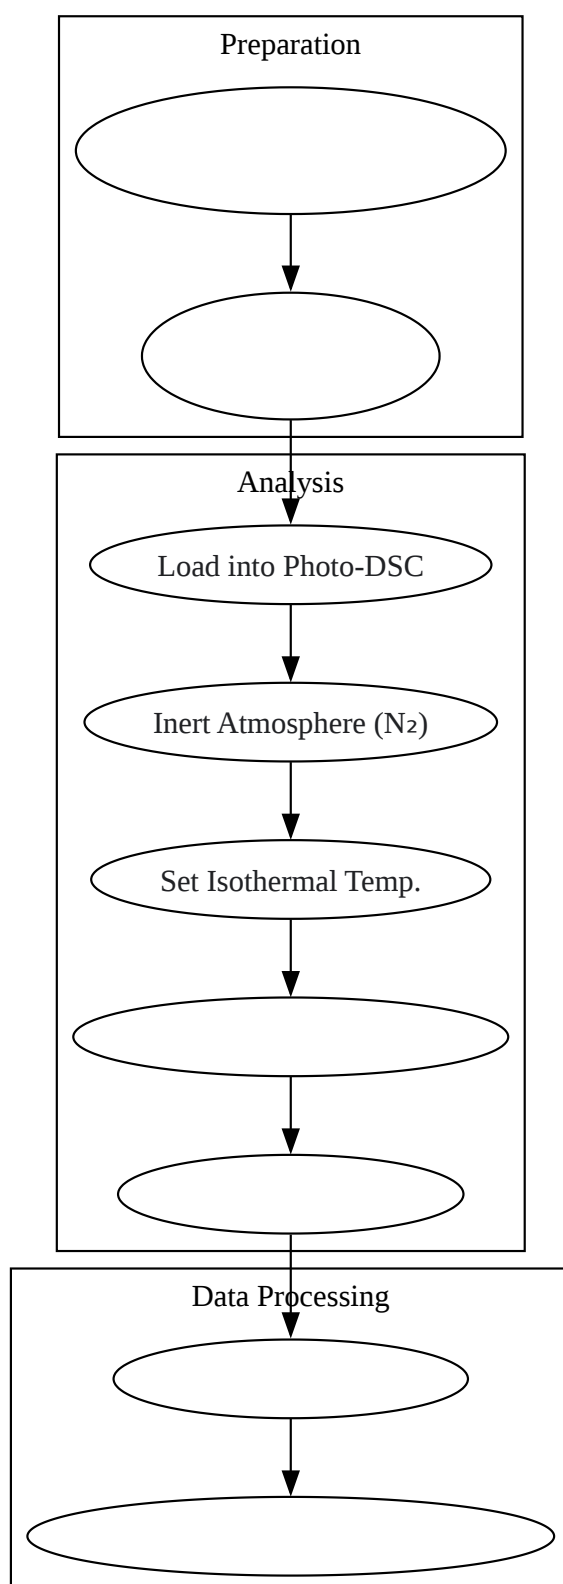 Preparation
Analysis
Load into Photo-DSC
Inert Atmosphere (N₂)
Set Isothermal Temp.
Data Processing